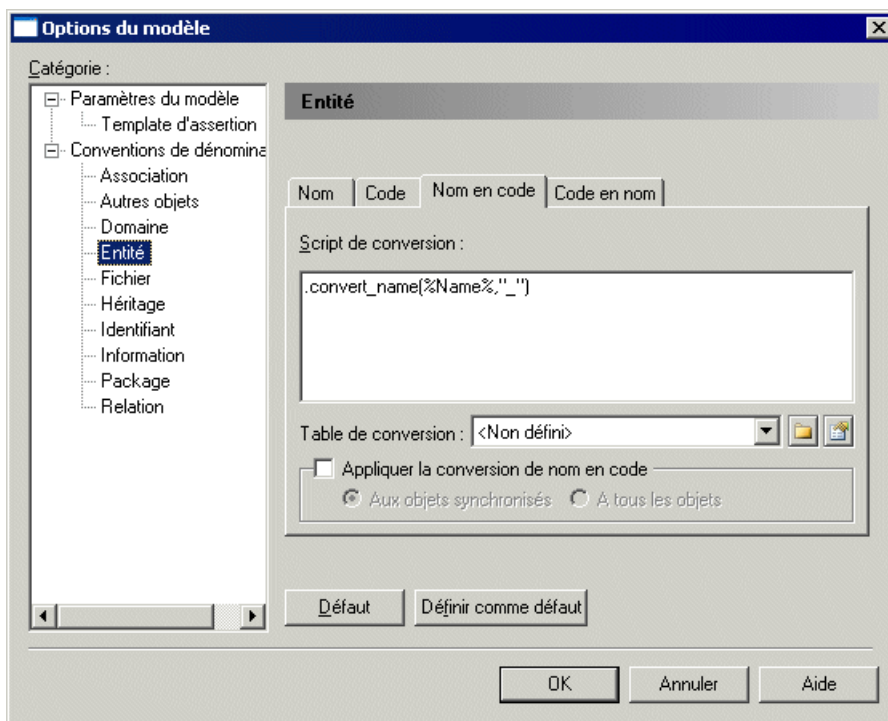 Options du modèle
Catégorie :
Paramètres du modèle
Template d'assertion
Conventions de dénomina
Association
Autres objets
Domaine
Entité
Fichier
Héritage
Identifiant
Information
Package
Relation
Entité
Nom Code Nom en code Code en nom
Script de conversion :
.convert_name(%Name%,"_")
Table de conversion : <Non défini>
Appliquer la conversion de nom en code
Aux objets synchronisés A tous les objets
Défaut Définir comme défaut
OK Annuler Aide